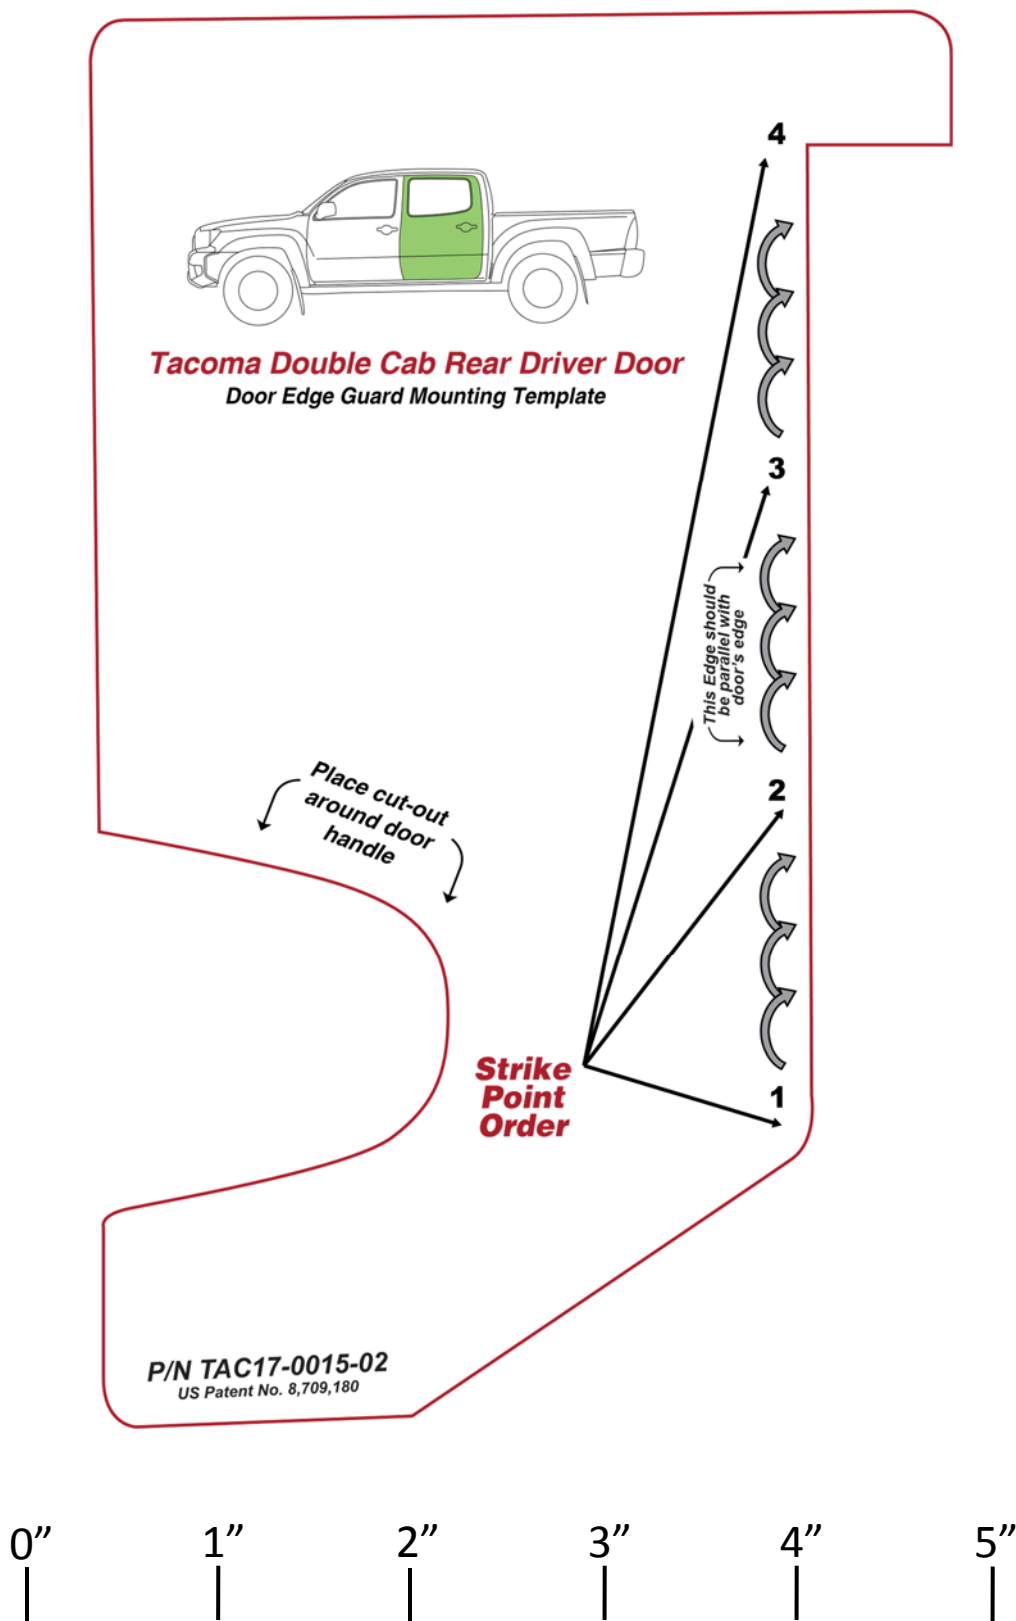 4
Tacoma Double Cab Rear Driver Door
Door Edge Guard Mounting Template
3
This Edge should
be parallel with
door's edge
2
Place cut-out
around door
handle
Strike
Point
Order
1
P/N TAC17-0015-02
US Patent No. 8,709,180
0” 1” 2” 3” 4” 5”